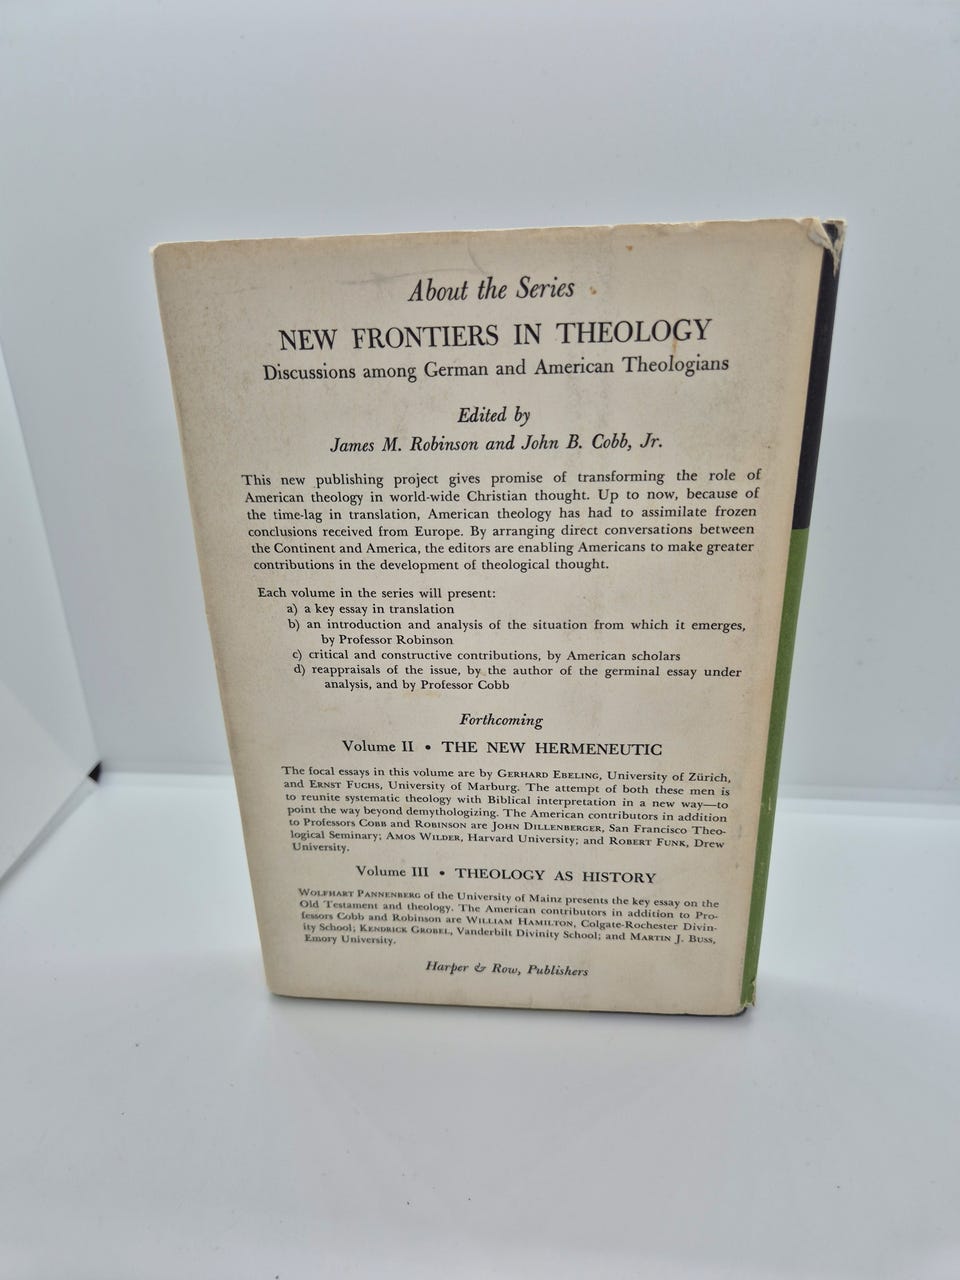 About the Series
NEW FRONTIERS IN THEOLOGY
Discussions among German and American Theologians
Edited by
James M. Robinson and John B. Cobb, Jr.
This new publishing project gives promise of transforming the role of
American theology in world-wide Christian thought. Up to now, because of
the time-lag in translation, American theology has had to assimilate frozen
conclusions received from Europe. By arranging direct conversations between
the Continent and America, the editors are enabling Americans to make greater
contributions in the development of theological thought.
Each volume in the series will present:
a) a key essay in translation
b) an introduction and analysis of the situation from which it emerges,
by Professor Robinson
c) critical and constructive contributions, by American scholars
d) reappraisals of the issue, by the author of the germinal essay under
analysis, and by Professor Cobb
Forthcoming
Volume II • THE NEW HERMENEUTIC
The focal essays in this volume are by GERHARD EBELING, University of Zürich,
and ERNST FUCHS, University of Marburg. The attempt of both these men is
to reunite systematic theology with Biblical interpretation in a new way—to
point the way beyond demythologizing. The American contributors in addition
to Professors COBB and ROBINSON are JOHN DILLENBERGER, San Francisco Theo-
logical Seminary; AMOS WILDER, Harvard University; and ROBERT FUNK, Drew
University.
Volume III • THEOLOGY AS HISTORY
WOLFHART PANNENBERG of the University of Mainz presents the key essay on the
Old Testament and theology. The American contributors in addition to Pro-
fessors Cobb and Robinson are WILLIAM HAMILTON, Colgate-Rochester Divin-
ity School; KENDRICK GROBEL, Vanderbilt Divinity School; and MARTIN J. BUSS,
Emory University.
Harper & Row, Publishers